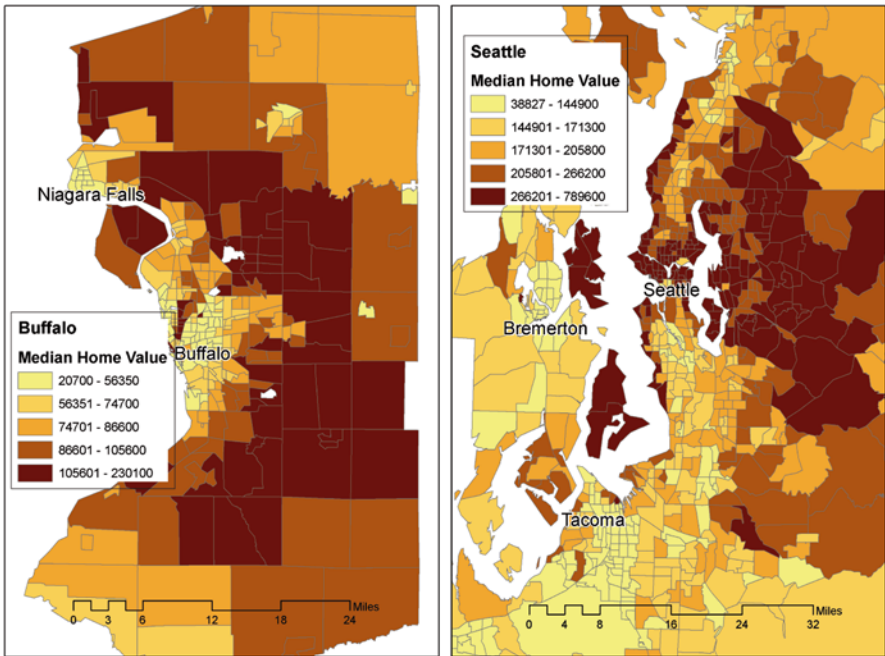 Niagara Falls
Buffalo
Buffalo
Median Home Value
20700 - 56350
56351 - 74700
74701 - 86600
86601 - 105600
105601 - 230100
0 3 6 12 18 24 Miles
Seattle
Median Home Value
38827 - 144900
144901 - 171300
171301 - 205800
205801 - 266200
266201 - 789600
Seattle
Bremerton
Tacoma
0 4 8 16 24 32 Miles